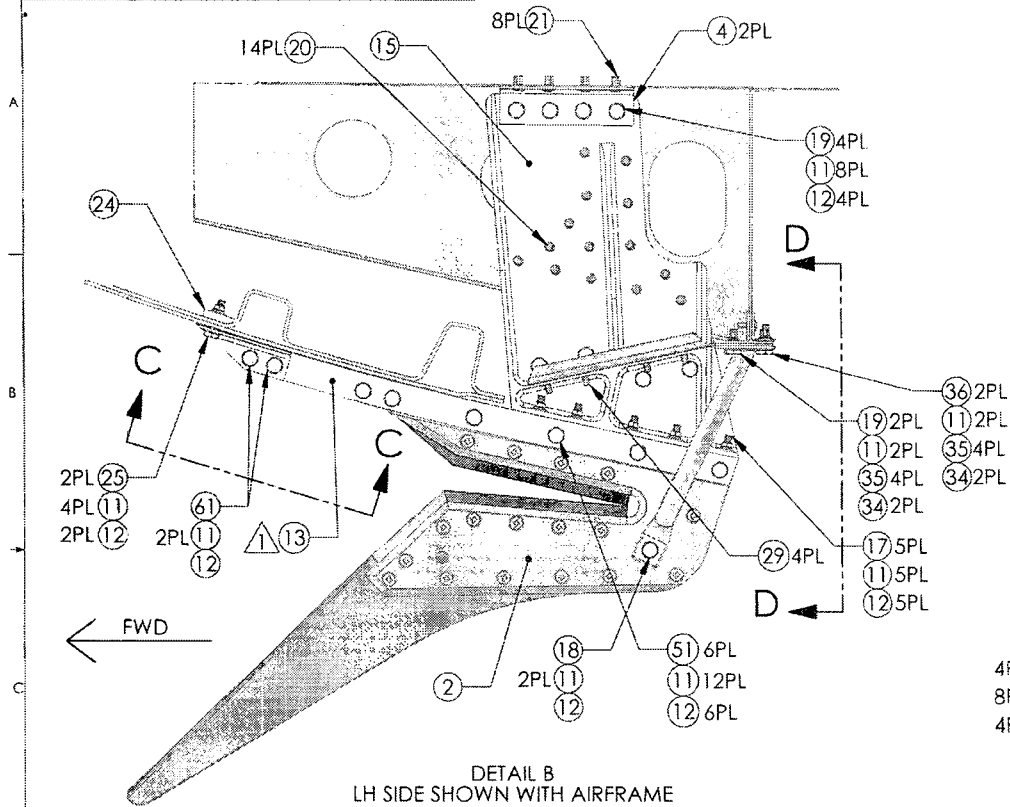 8PL 21
4 2PL
14PL 20
15
A
19 4PL
11 8PL
12 4PL
24
D
C
B
C
36 2PL
11 2PL
35 4PL
34 2PL
19 2PL
11 2PL
35 4PL
34 2PL
2PL 25
4PL 11
2PL 12
61
2PL 11
12
1 13
29 4PL
17 5PL
11 5PL
12 5PL
D
FWD
2
18
2PL 11
12
51 6PL
11 12PL
12 6PL
C
DETAIL B
LH SIDE SHOWN WITH AIRFRAME